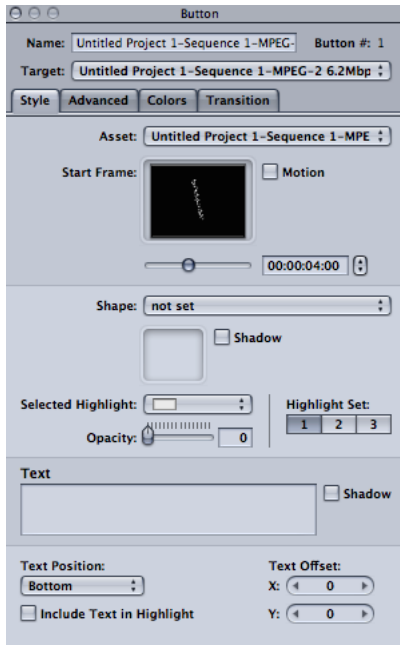 Button
Name: Untitled Project 1-Sequence 1-MPEG- Button #: 1
Target: Untitled Project 1-Sequence 1-MPEG-2 6.2Mbp
Style Advanced Colors Transition
Asset: Untitled Project 1-Sequence 1-MPE
Start Frame: Motion
00:00:04:00
Shape: not set
Shadow
Selected Highlight: Highlight Set:
1 2 3
Opacity: 0
Text
Shadow
Text Position: Text Offset:
Bottom X: 0
Include Text in Highlight Y: 0